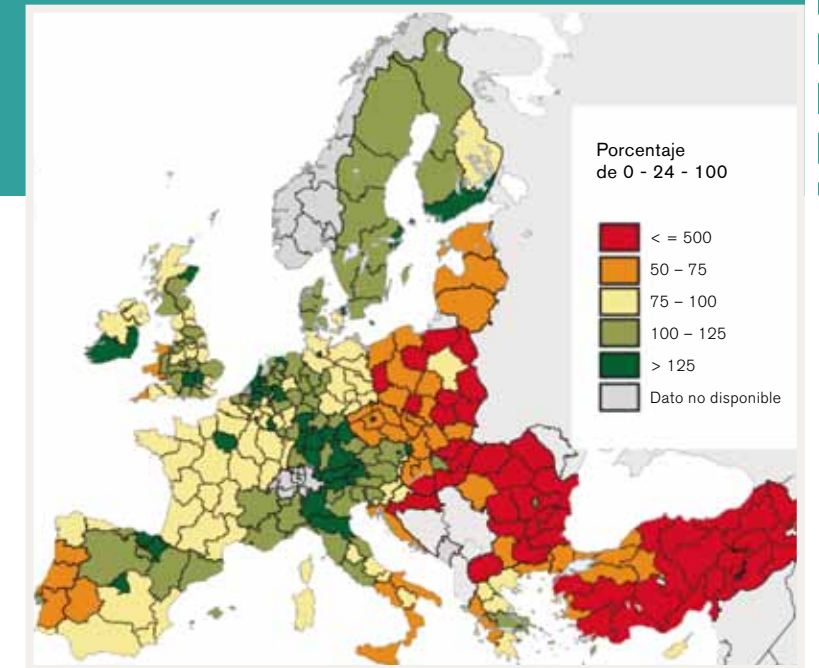 Porcentaje
de 0 - 24 - 100
< = 500
50 – 75
75 – 100
100 – 125
> 125
Dato no disponible